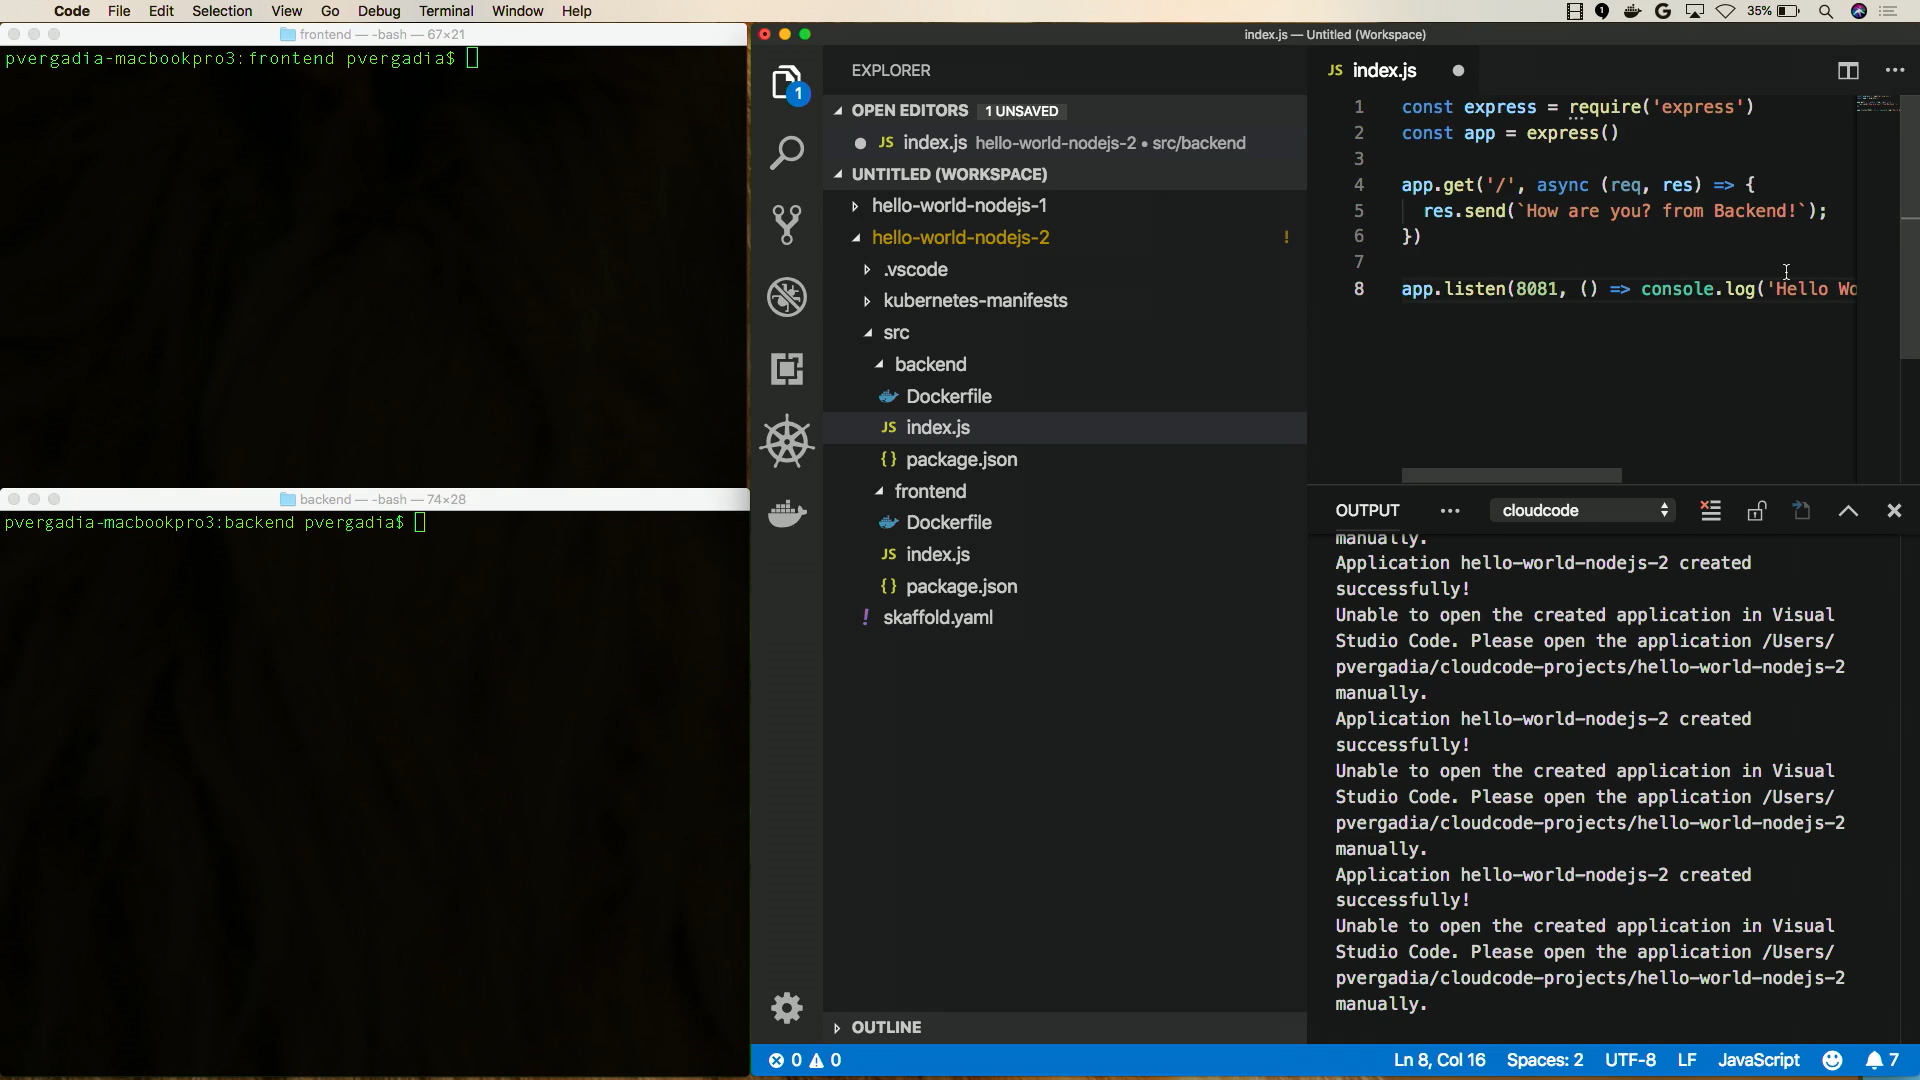 Code File Edit Selection View Go Debug Terminal Window Help
35%
frontend — -bash — 67×21
pvergadia-macbookpro3:frontend pvergadia$
backend — -bash — 74×28
pvergadia-macbookpro3:backend pvergadia$
index.js — Untitled (Workspace)
1
EXPLORER
OPEN EDITORS 1 UNSAVED
JS index.js hello-world-nodejs-2 • src/backend
UNTITLED (WORKSPACE)
hello-world-nodejs-1
hello-world-nodejs-2 !
.vscode
kubernetes-manifests
src
backend
Dockerfile
JS index.js
{} package.json
frontend
Dockerfile
JS index.js
{} package.json
! skaffold.yaml
OUTLINE
JS index.js
1 const express = require('express')
2 const app = express()
3
4 app.get('/', async (req, res) => {
5 res.send(`How are you? from Backend!`);
6 })
7
8 app.listen(8081, () => console.log('Hello Wo
OUTPUT ··· cloudcode
manually.
Application hello-world-nodejs-2 created
successfully!
Unable to open the created application in Visual
Studio Code. Please open the application /Users/
pvergadia/cloudcode-projects/hello-world-nodejs-2
manually.
Application hello-world-nodejs-2 created
successfully!
Unable to open the created application in Visual
Studio Code. Please open the application /Users/
pvergadia/cloudcode-projects/hello-world-nodejs-2
manually.
Application hello-world-nodejs-2 created
successfully!
Unable to open the created application in Visual
Studio Code. Please open the application /Users/
pvergadia/cloudcode-projects/hello-world-nodejs-2
manually.
0 0 Ln 8, Col 16 Spaces: 2 UTF-8 LF JavaScript 7